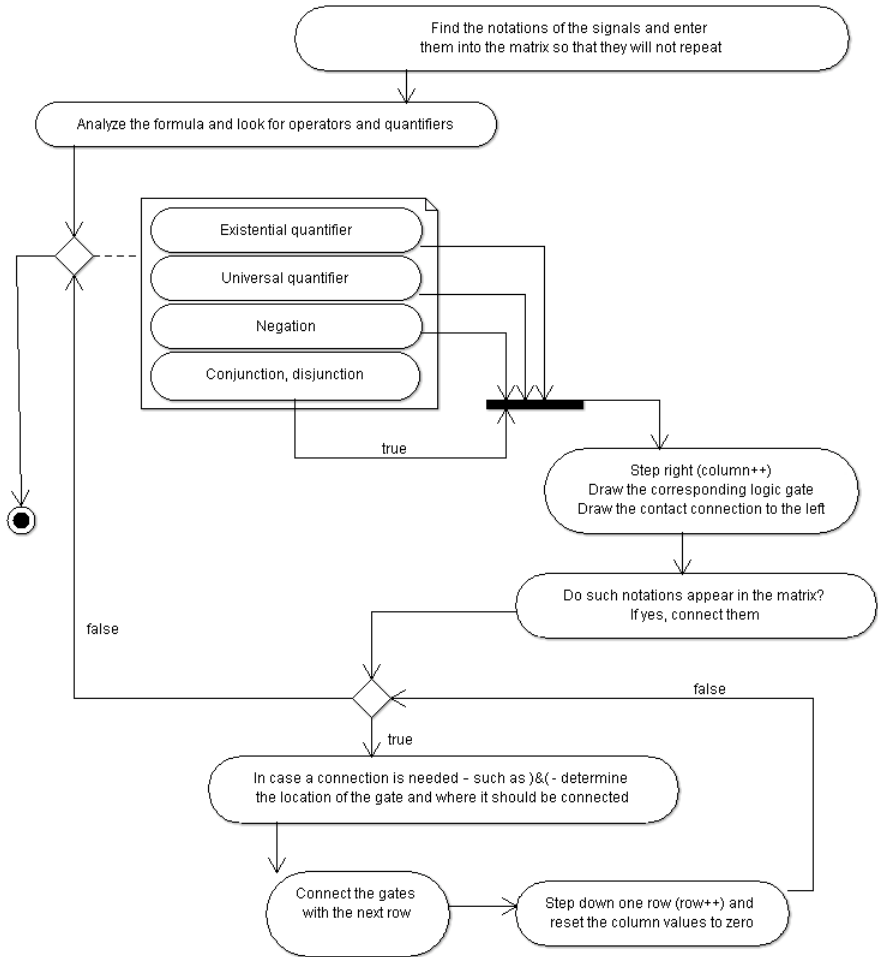 Find the notations of the signals and enter
them into the matrix so that they will not repeat
Analyze the formula and look for operators and quantifiers
Existential quantifier
Universal quantifier
Negation
Conjunction, disjunction
true
Step right (column++)
Draw the corresponding logic gate
Draw the contact connection to the left
Do such notations appear in the matrix?
If yes, connect them
false
false
true
In case a connection is needed - such as )&( - determine
the location of the gate and where it should be connected
Connect the gates
with the next row
Step down one row (row++) and
reset the column values to zero